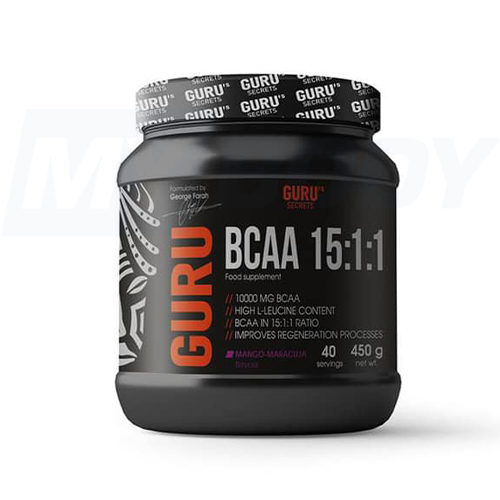 GURU'S
SECRETS
Formulated by
George Farah
GURU
GURU'S
SECRETS
BCAA 15:1:1
Food supplement
// 10000 MG BCAA
// HIGH L-LEUCINE CONTENT
// BCAA IN 15:1:1 RATIO
// IMPROVES REGENERATION PROCESSES
MANGO-MARACUJA
flavour
40
servings
450 g
net wt.